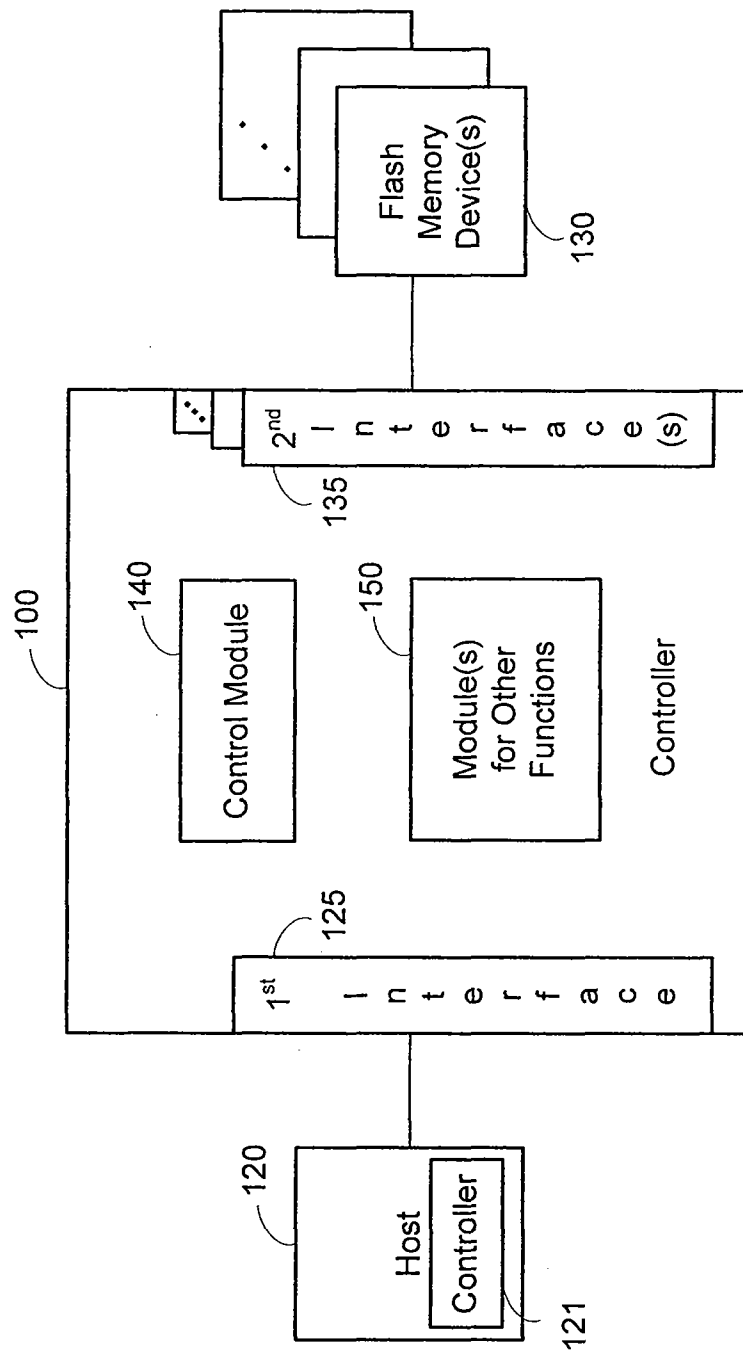 100
120
Host
Controller
121
125
1st
Interface
140
Control Module
150
Module(s)
for Other
Functions
Controller
135
2nd
Interface(s)
Flash
Memory
Device(s)
130